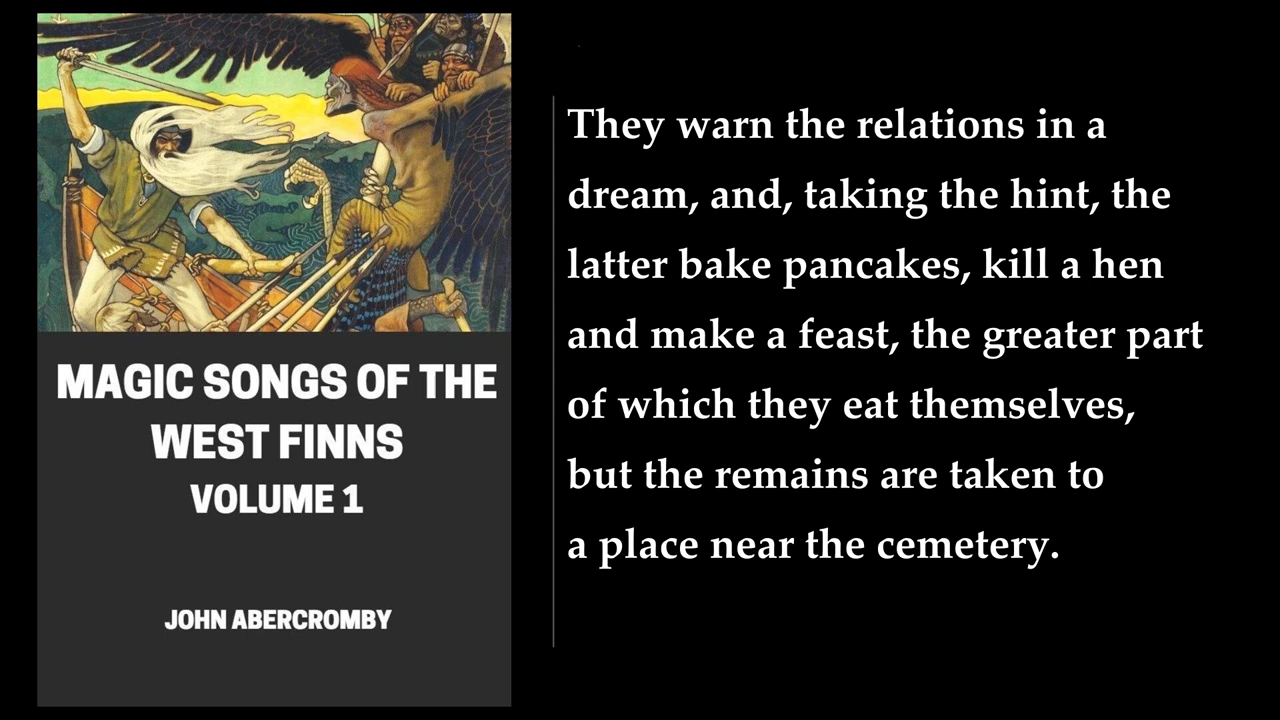 MAGIC SONGS OF THE
WEST FINNS
VOLUME 1
JOHN ABERCROMBY
They warn the relations in a
dream, and, taking the hint, the
latter bake pancakes, kill a hen
and make a feast, the greater part
of which they eat themselves,
but the remains are taken to
a place near the cemetery.